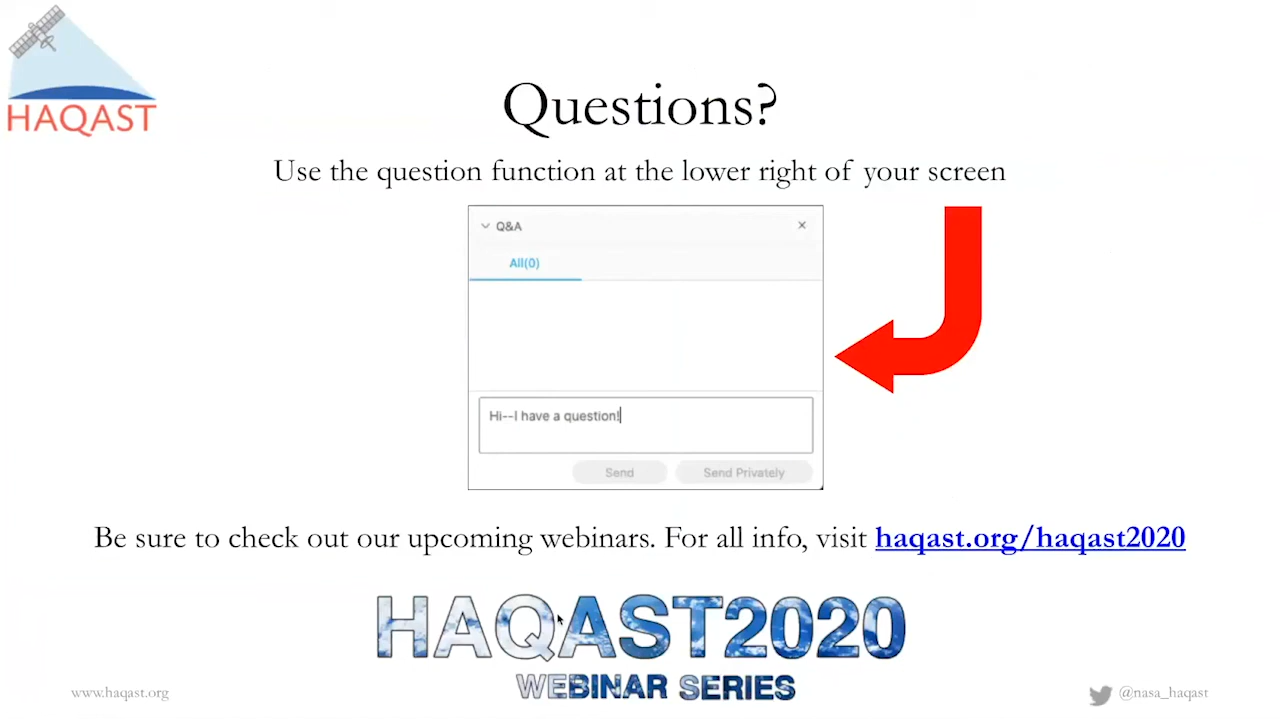 HAQAST
Questions?
Use the question function at the lower right of your screen
Q&A
All(0)
Hi--I have a question!
Send
Send Privately
Be sure to check out our upcoming webinars. For all info, visit haqast.org/haqast2020
HAQAST2020
WEBINAR SERIES
www.haqast.org
@nasa_haqast